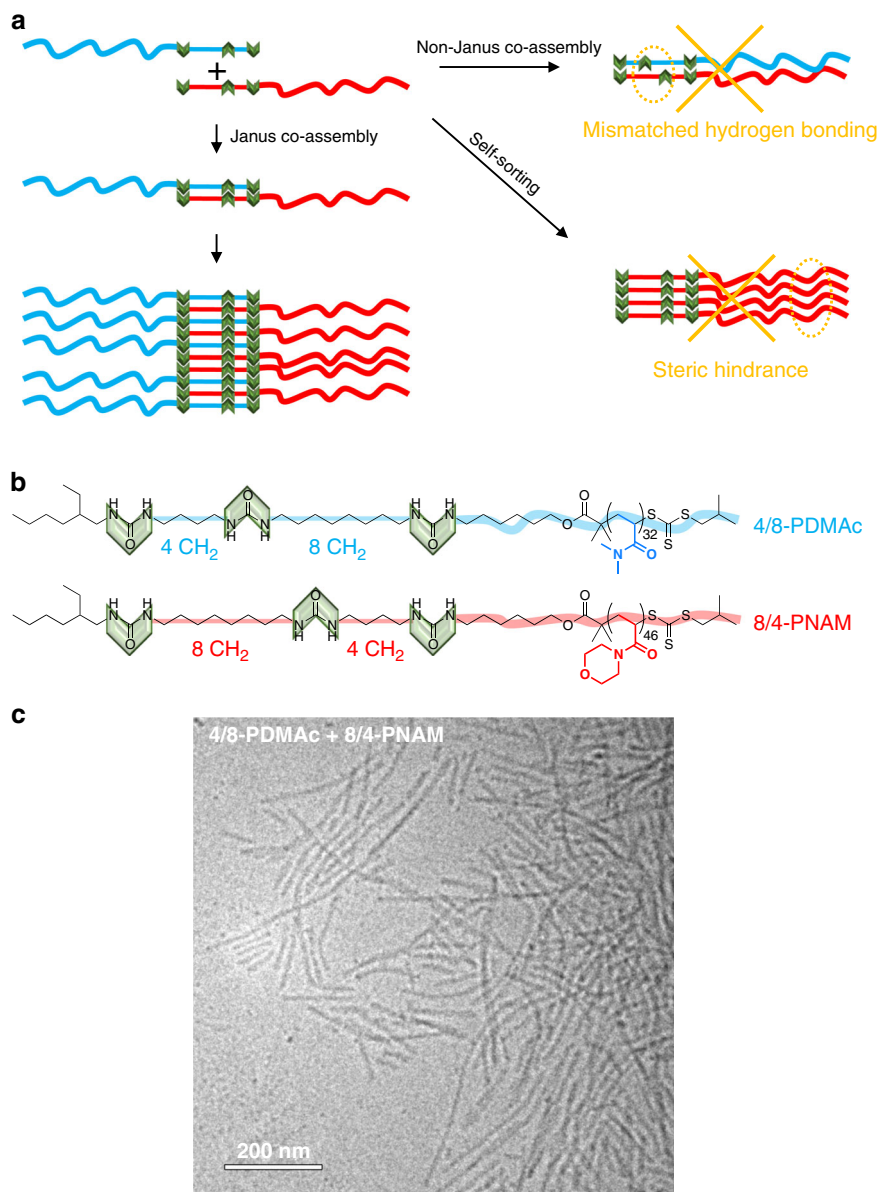 a
Non-Janus co-assembly
+
Mismatched hydrogen bonding
Janus co-assembly
Self-sorting
Steric hindrance
b
H N O N H
H N O N H
H N O N H
O O 32 S S S
4/8-PDMAc
4 CH₂
8 CH₂
N O
H N O N H
H N O N H
H N O N H
O O 46 S S S
8/4-PNAM
8 CH₂
4 CH₂
N O
O
c
4/8-PDMAc + 8/4-PNAM
200 nm